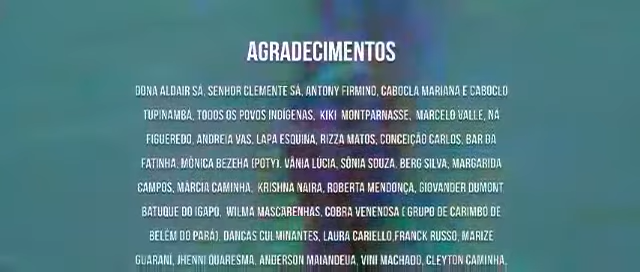 AGRADECIMENTOS
DONA ALDAIR SÁ, SENHOR CLEMENTE SÁ, ANTONY FIRMINO, CABOCLA MARIANA E CABOCLO
TUPINAMBÁ, TODOS OS POVOS INDÍGENAS, KIKI MONTPARNASSE, MARCELO VALLE, NÁ
FIGUEREDO, ANDREIA VAS, LAPA ESQUINA, RIZZA MATOS, CONCEIÇÃO CARLOS, BAR DA
FATINHA, MÔNICA BEZEHA (POTY), VÂNIA LÚCIA, SÔNIA SOUZA, BERG SILVA, MARGARIDA
CAMPOS, MÁRCIA CAMINHA, KRISHNA NAIRA, ROBERTA MENDONÇA, GIOVANDER DUMONT
BATUQUE DO IGAPO, WILMA MASCARENHAS, COBRA VENENOSA ( GRUPO DE CARIMBÓ DE
BELÉM DO PARÁ), DANÇAS CULMINANTES, LAURA CARIELLO,FRANCK RUSSO, MARIZE
GUARANI, JHENNI QUARESMA, ANDERSON MAIANDEUA, VINI MACHADO, CLEYTON CAMINHA,